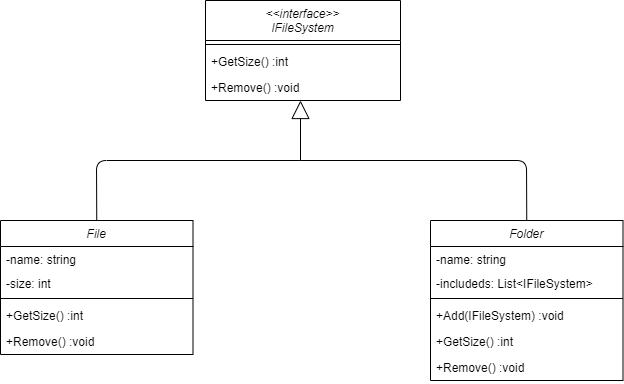 <<interface>>
IFileSystem
+GetSize() :int
+Remove() :void
File
-name: string
-size: int
+GetSize() :int
+Remove() :void
Folder
-name: string
-includeds: List<IFileSystem>
+Add(IFileSystem) :void
+GetSize() :int
+Remove() :void